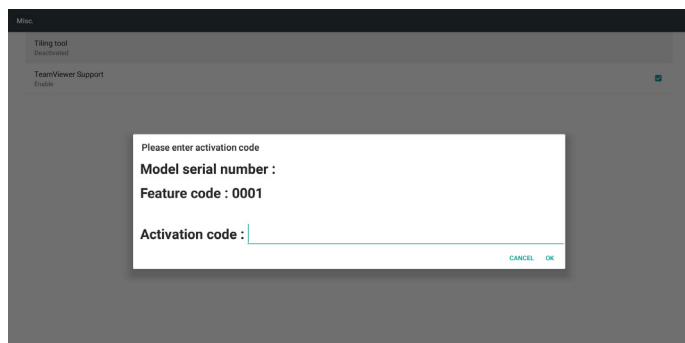 Misc.
Tiling tool
Deactivated
TeamViewer Support
Enable
Please enter activation code
Model serial number :
Feature code : 0001
Activation code :
CANCEL OK